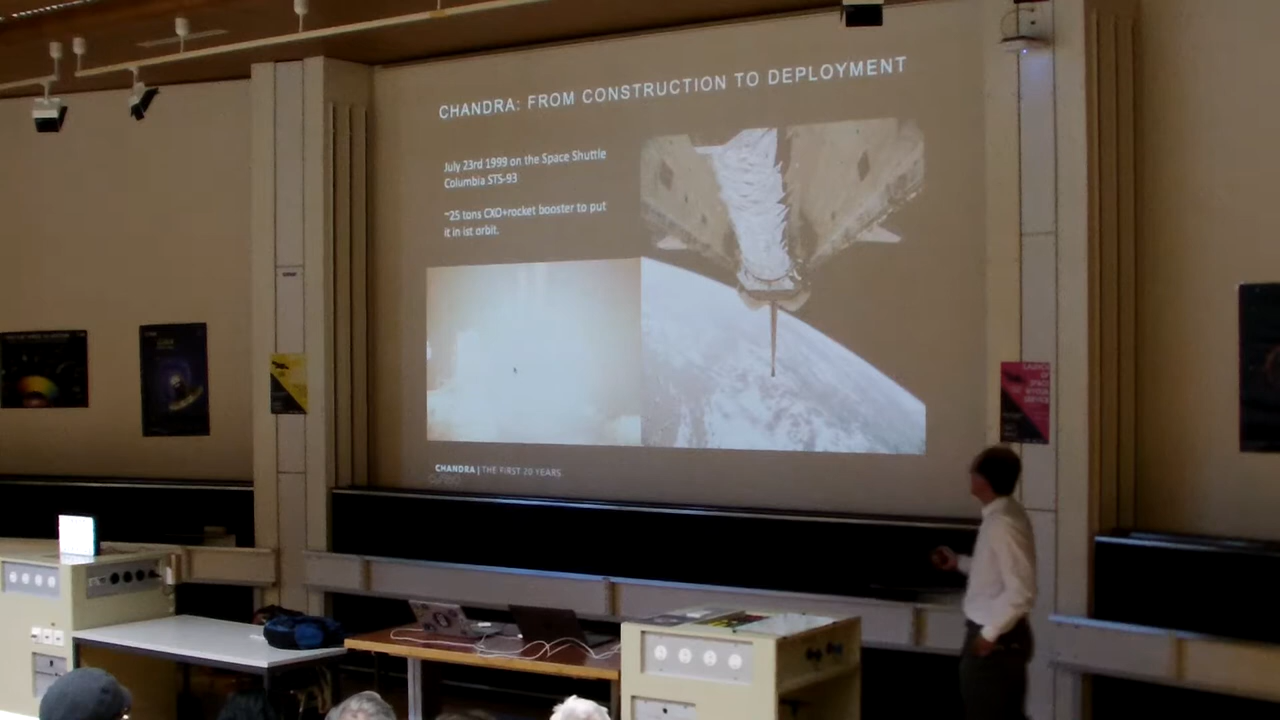 CHANDRA: FROM CONSTRUCTION TO DEPLOYMENT
July 23rd 1999 on the Space Shuttle
Columbia STS-93
~25 tons CXO+rocket booster to put
it in ist orbit.
CHANDRA | THE FIRST 20 YEARS